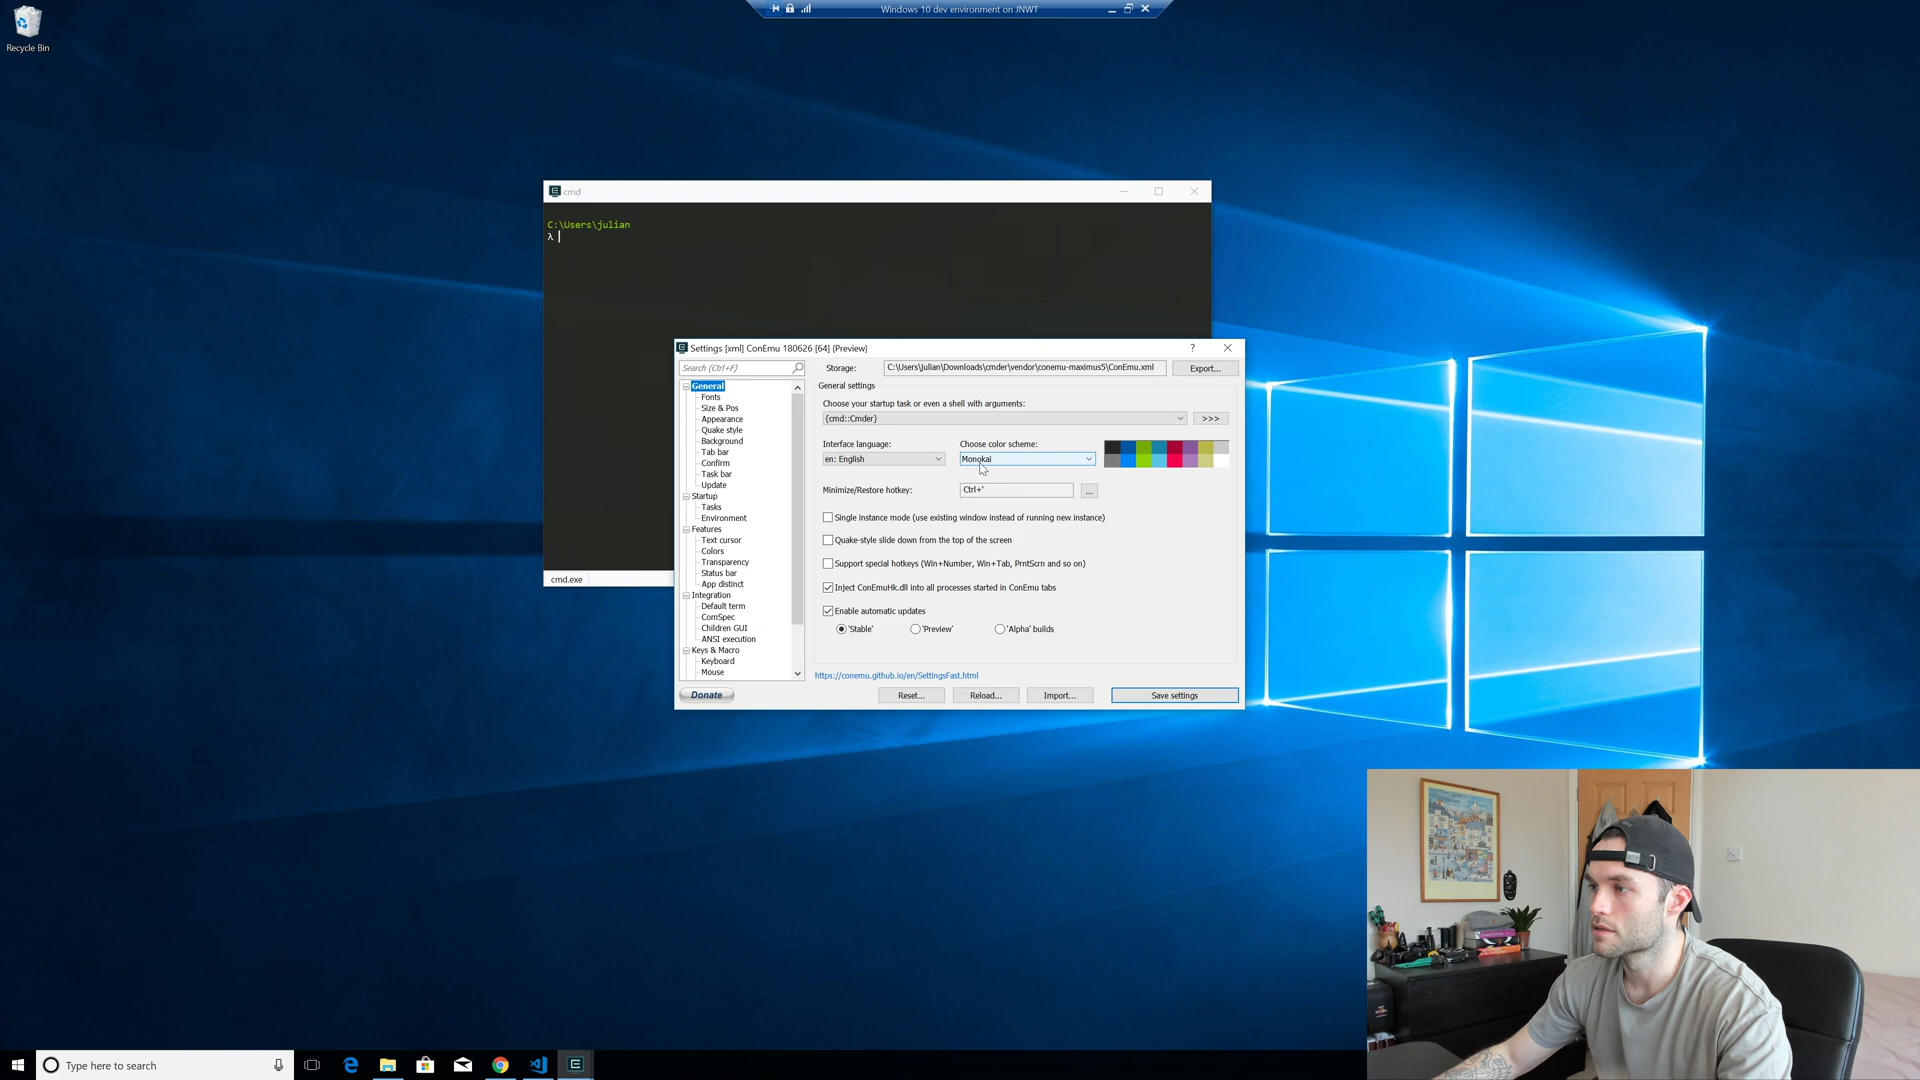 Recycle Bin
Windows 10 dev environment on JNWT
cmd
C:\Users\julian
λ
cmd.exe
Settings [xml] ConEmu 180626 [64] {Preview}
?
Search (Ctrl+F)
General
Fonts
Size & Pos
Appearance
Quake style
Background
Tab bar
Confirm
Task bar
Update
Startup
Tasks
Environment
Features
Text cursor
Colors
Transparency
Status bar
App distinct
Integration
Default term
ComSpec
Children GUI
ANSI execution
Keys & Macro
Keyboard
Mouse
Donate
Storage:
C:\Users\Julian\Downloads\cmder\vendor\conemu-maximus5\ConEmu.xml
Export...
General settings
Choose your startup task or even a shell with arguments:
{cmd::Cmder}
>>>
Interface language:
Choose color scheme:
en: English
Monokai
Minimize/Restore hotkey:
Ctrl+'
...
Single instance mode (use existing window instead of running new instance)
Quake-style slide down from the top of the screen
Support special hotkeys (Win+Number, Win+Tab, PrntScrn and so on)
Inject ConEmuHk.dll into all processes started in ConEmu tabs
Enable automatic updates
'Stable'
'Preview'
'Alpha' builds
https://conemu.github.io/en/SettingsFast.html
Reset...
Reload...
Import...
Save settings
Type here to search